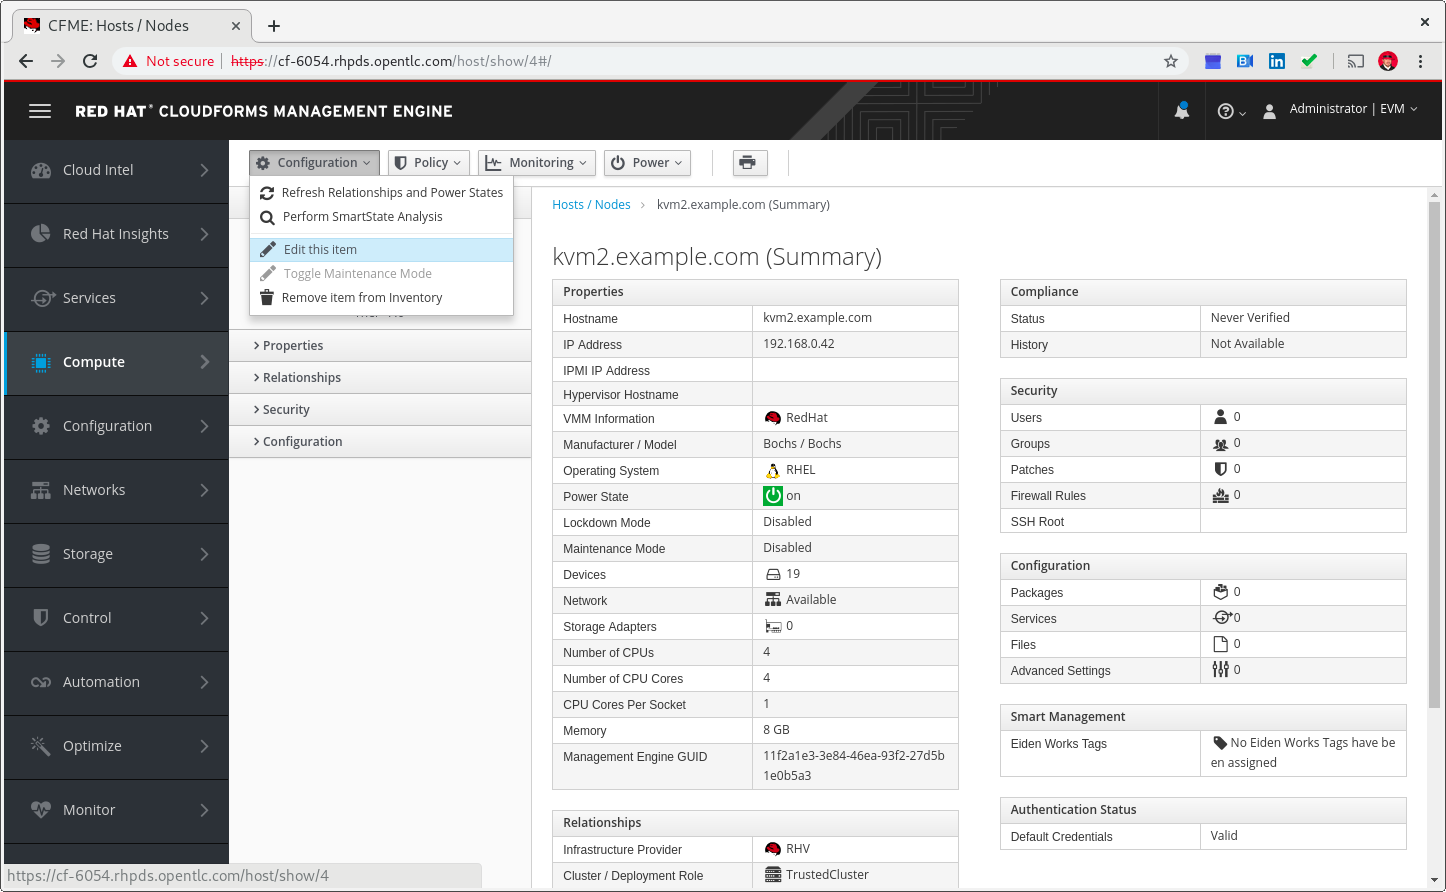 CFME: Hosts / Nodes
Not secure
https://cf-6054.rhpds.opentlc.com/host/show/4#/
RED HAT® CLOUDFORMS MANAGEMENT ENGINE
Administrator | EVM
Cloud Intel
Red Hat Insights
Services
Compute
Configuration
Networks
Storage
Control
Automation
Optimize
Monitor
https://cf-6054.rhpds.opentlc.com/host/show/4
Configuration
Policy
Monitoring
Power
Refresh Relationships and Power States
Perform SmartState Analysis
Edit this item
Toggle Maintenance Mode
Remove item from Inventory
Properties
Relationships
Security
Configuration
Hosts / Nodes > kvm2.example.com (Summary)
kvm2.example.com (Summary)
Properties
Hostname kvm2.example.com
IP Address 192.168.0.42
IPMI IP Address
Hypervisor Hostname
VMM Information RedHat
Manufacturer / Model Bochs / Bochs
Operating System RHEL
Power State on
Lockdown Mode Disabled
Maintenance Mode Disabled
Devices 19
Network Available
Storage Adapters 0
Number of CPUs 4
Number of CPU Cores 4
CPU Cores Per Socket 1
Memory 8 GB
Management Engine GUID 11f2a1e3-3e84-46ea-93f2-27d5b
1e0b5a3
Relationships
Infrastructure Provider RHV
Cluster / Deployment Role TrustedCluster
Compliance
Status Never Verified
History Not Available
Security
Users 0
Groups 0
Patches 0
Firewall Rules 0
SSH Root
Configuration
Packages 0
Services 0
Files 0
Advanced Settings 0
Smart Management
Eiden Works Tags No Eiden Works Tags have be
en assigned
Authentication Status
Default Credentials Valid